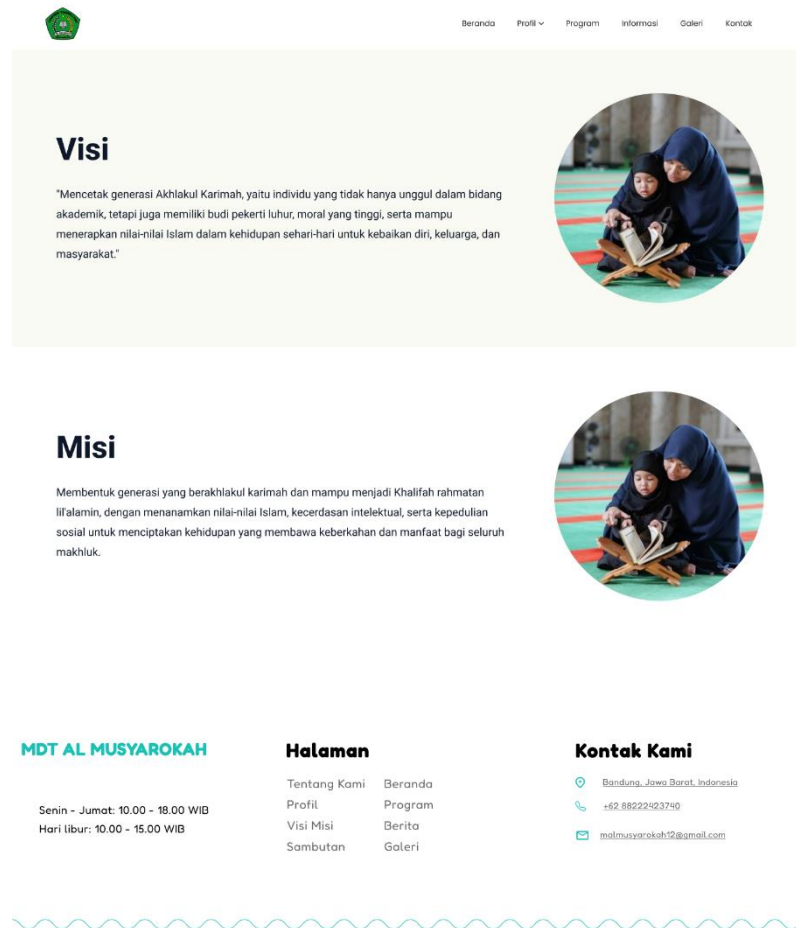 Beranda Profil Program Informasi Galeri Kontak
Visi
"Mencetak generasi Akhlakul Karimah, yaitu individu yang tidak hanya unggul dalam bidang
akademik, tetapi juga memiliki budi pekerti luhur, moral yang tinggi, serta mampu
menerapkan nilai-nilai Islam dalam kehidupan sehari-hari untuk kebaikan diri, keluarga, dan
masyarakat."
Misi
Membentuk generasi yang berakhlakul karimah dan mampu menjadi Khalifah rahmatan
lil'alamin, dengan menanamkan nilai-nilai Islam, kecerdasan intelektual, serta kepedulian
sosial untuk menciptakan kehidupan yang membawa keberkahan dan manfaat bagi seluruh
makhluk.
MDT AL MUSYAROKAH
Senin - Jumat: 10.00 - 18.00 WIB
Hari libur: 10.00 - 15.00 WIB
Halaman
Tentang Kami Beranda
Profil Program
Visi Misi Berita
Sambutan Galeri
Kontak Kami
Bandung, Jawa Barat, Indonesia
+62 88222423740
malmusyarokah12@gmail.com